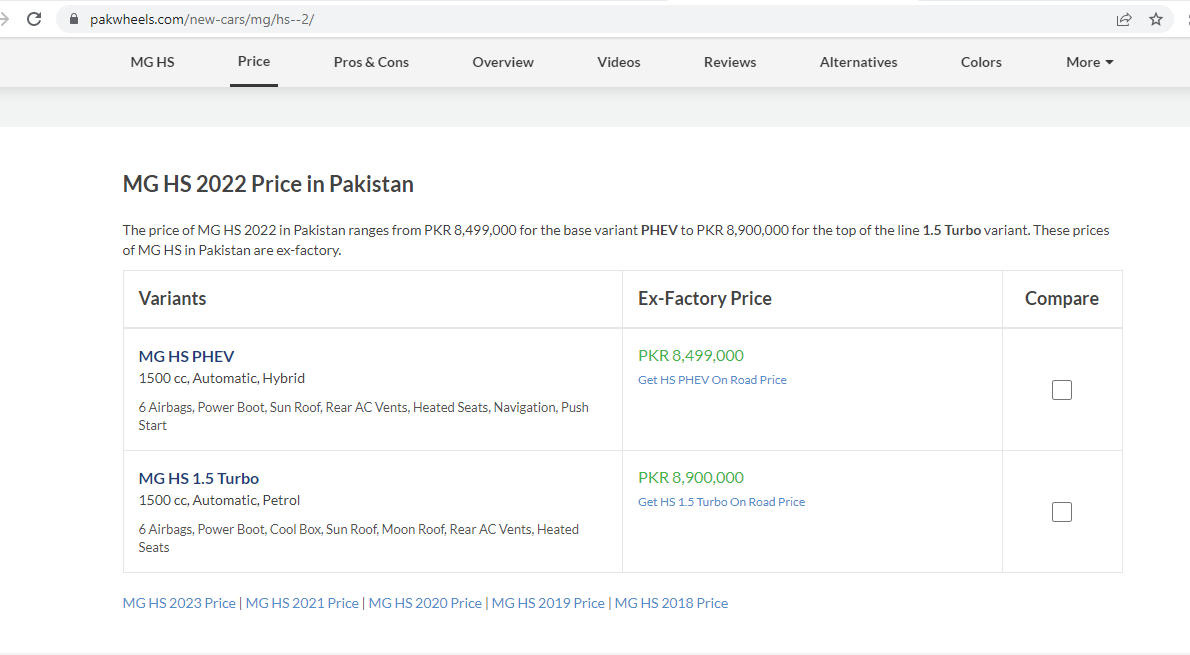 pakwheels.com/new-cars/mg/hs--2/
MG HS Price Pros & Cons Overview Videos Reviews Alternatives Colors More
MG HS 2022 Price in Pakistan
The price of MG HS 2022 in Pakistan ranges from PKR 8,499,000 for the base variant PHEV to PKR 8,900,000 for the top of the line 1.5 Turbo variant. These prices
of MG HS in Pakistan are ex-factory.
Variants Ex-Factory Price Compare
MG HS PHEV PKR 8,499,000
1500 cc, Automatic, Hybrid Get HS PHEV On Road Price
6 Airbags, Power Boot, Sun Roof, Rear AC Vents, Heated Seats, Navigation, Push
Start
MG HS 1.5 Turbo PKR 8,900,000
1500 cc, Automatic, Petrol Get HS 1.5 Turbo On Road Price
6 Airbags, Power Boot, Cool Box, Sun Roof, Moon Roof, Rear AC Vents, Heated
Seats
MG HS 2023 Price | MG HS 2021 Price | MG HS 2020 Price | MG HS 2019 Price | MG HS 2018 Price